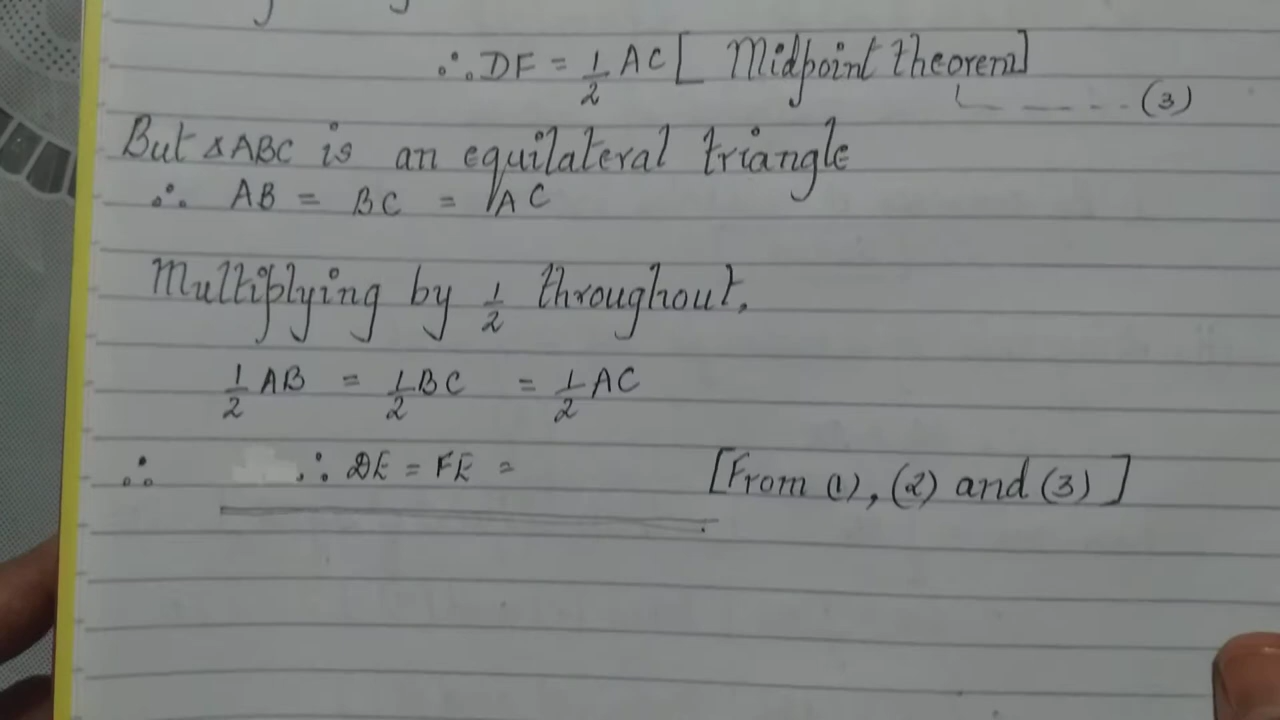 ∴ DF = 1/2 AC [ Midpoint theorem]
(3)
But △ABC is an equilateral triangle
∴ AB = BC = AC
Multiplying by 1/2 throughout,
1/2 AB = 1/2 BC = 1/2 AC
∴ ∴ DE = FE = [From (1), (2) and (3) ]